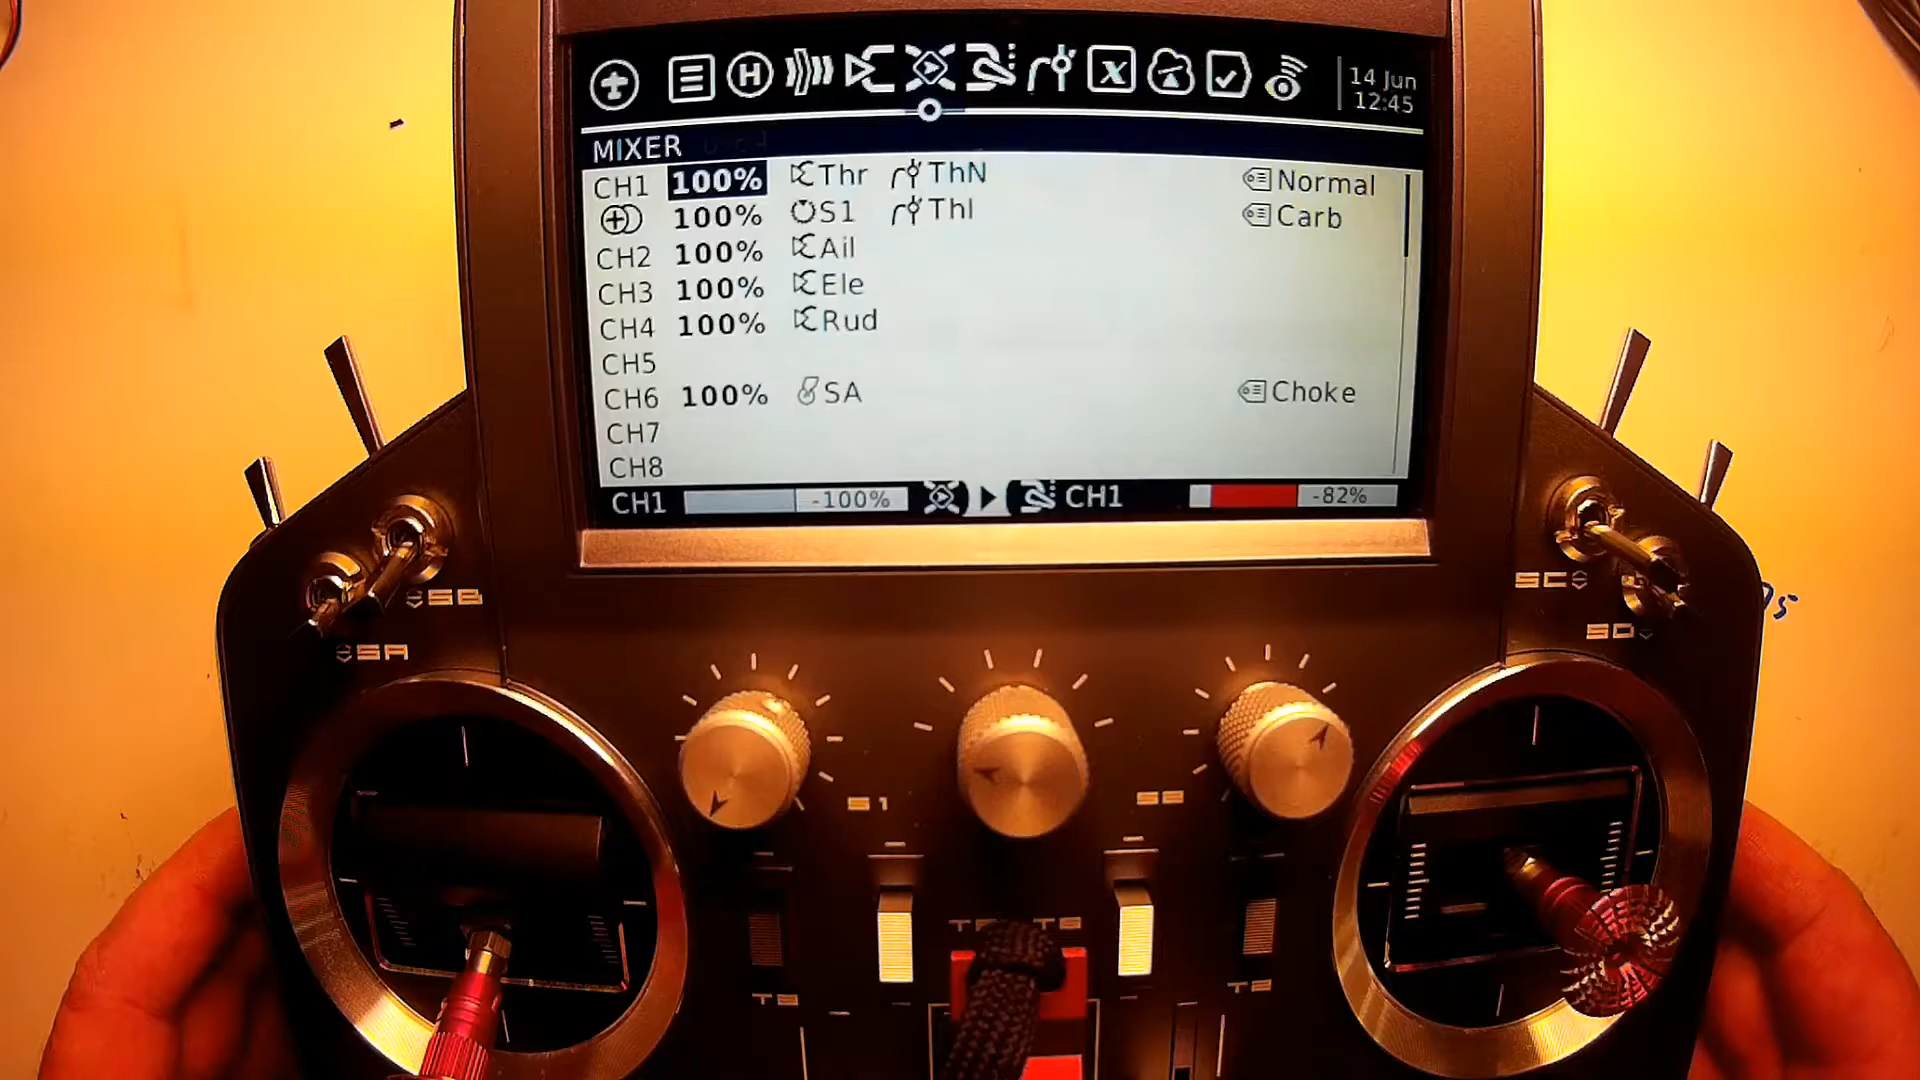 14 Jun
12:45
MIXER
CH1 100% Thr ThN Normal
100% S1 ThI Carb
CH2 100% Ail
CH3 100% Ele
CH4 100% Rud
CH5
CH6 100% SA Choke
CH7
CH8
CH1 -100% CH1 -82%
SB
SA
SC
SD
S1
S2
T2